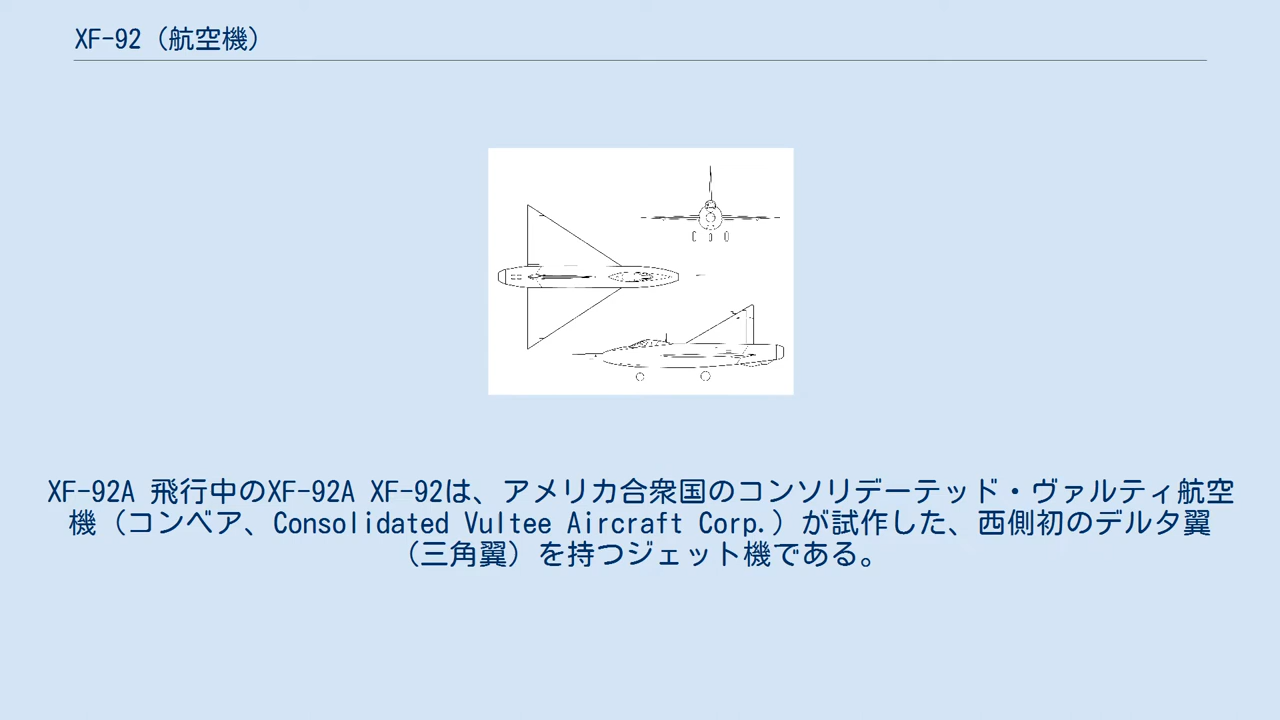 XF-92（航空機）
XF-92A 飛行中のXF-92A XF-92は、アメリカ合衆国のコンソリデーテッド・ヴァルティ航空
機（コンベア、Consolidated Vultee Aircraft Corp.）が試作した、西側初のデルタ翼
（三角翼）を持つジェット機である。